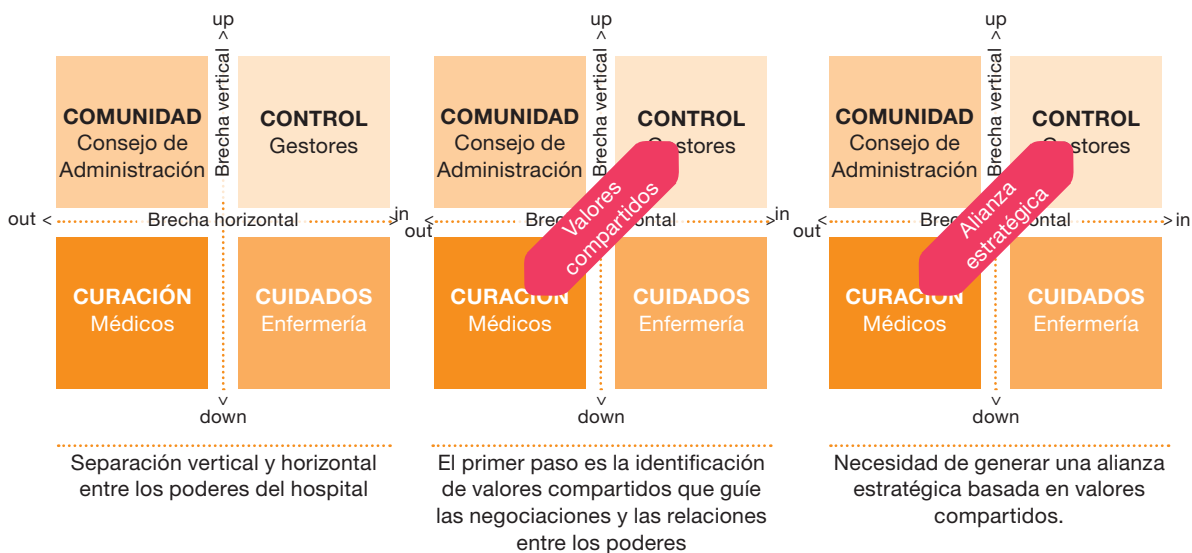 up
Brecha vertical
COMUNIDAD
Consejo de
Administración
CONTROL
Gestores
out
Brecha horizontal
in
CURACIÓN
Médicos
CUIDADOS
Enfermería
down
Separación vertical y horizontal
entre los poderes del hospital
up
Brecha vertical
COMUNIDAD
Consejo de
Administración
CONTROL
Gestores
out
Brecha horizontal
in
Valores
compartidos
CURACIÓN
Médicos
CUIDADOS
Enfermería
down
El primer paso es la identificación
de valores compartidos que guíe
las negociaciones y las relaciones
entre los poderes
up
Brecha vertical
COMUNIDAD
Consejo de
Administración
CONTROL
Gestores
out
Brecha horizontal
in
Alianza
estratégica
CURACIÓN
Médicos
CUIDADOS
Enfermería
down
Necesidad de generar una alianza
estratégica basada en valores
compartidos.